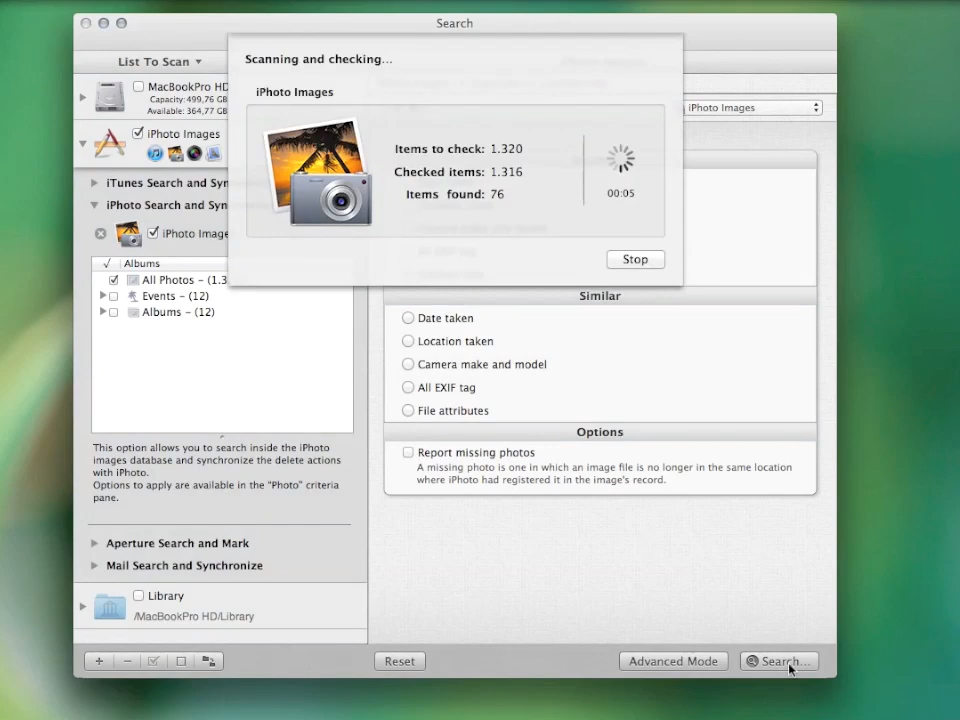 Search
List To Scan
MacBookPro HD
Capacity: 499,76 GB
Available: 364,77 GB
iPhoto Images
iTunes Search and Syn
iPhoto Search and Syn
iPhoto Image
√ Albums
All Photos - (1.3
Events - (12)
Albums - (12)
This option allows you to search inside the iPhoto
images database and synchronize the delete actions
with iPhoto.
Options to apply are available in the "Photo" criteria
pane.
Aperture Search and Mark
Mail Search and Synchronize
Library
/MacBookPro HD/Library
Scanning and checking...
iPhoto Images
Items to check: 1.320
Checked items: 1.316
Items found: 76
00:05
Stop
iPhoto Images
Similar
Date taken
Location taken
Camera make and model
All EXIF tag
File attributes
Options
Report missing photos
A missing photo is one in which an image file is no longer in the same location
where iPhoto had registered it in the image's record.
Reset
Advanced Mode
Search...